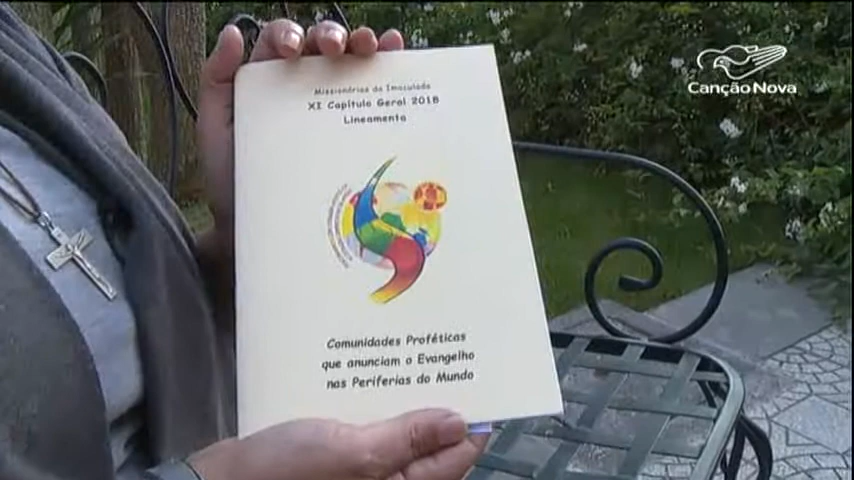 Canção Nova
Missionárias da Imaculada
XI Capítulo Geral 2018
Lineamenta
Comunidades Proféticas
que anunciam o Evangelho
nas Periferias do Mundo